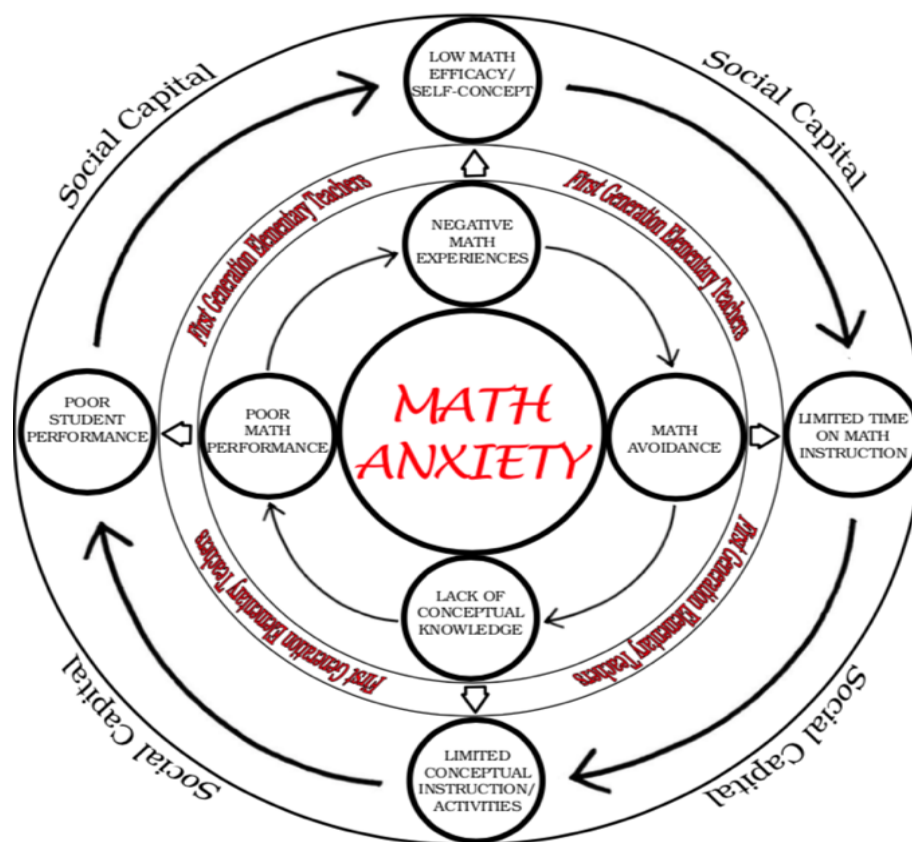 Social Capital
Social Capital
LOW MATH
EFFICACY/
SELF-CONCEPT
First Generation Elementary Teachers
First Generation Elementary Teachers
NEGATIVE
MATH
EXPERIENCES
POOR
STUDENT
PERFORMANCE
POOR
MATH
PERFORMANCE
MATH
ANXIETY
MATH
AVOIDANCE
LIMITED TIME
ON MATH
INSTRUCTION
LACK OF
CONCEPTUAL
KNOWLEDGE
First Generation Elementary Teachers
First Generation Elementary Teachers
LIMITED
CONCEPTUAL
INSTRUCTION/
ACTIVITIES
Social Capital
Social Capital